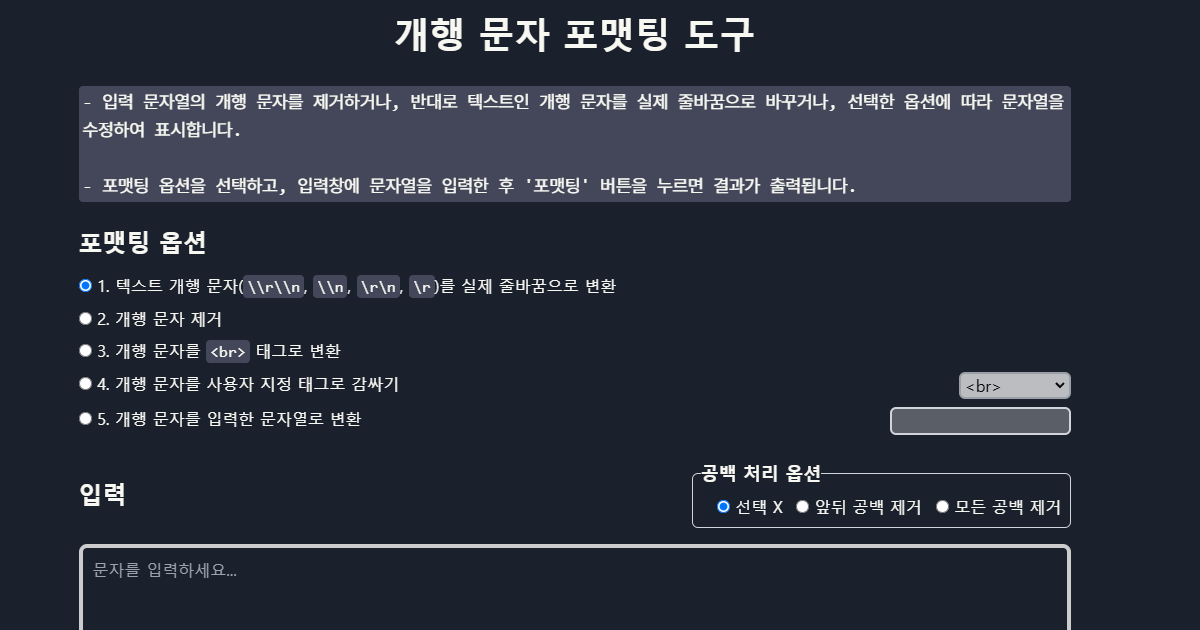 개행 문자 포맷팅 도구
- 입력 문자열의 개행 문자를 제거하거나, 반대로 텍스트인 개행 문자를 실제 줄바꿈으로 바꾸거나, 선택한 옵션에 따라 문자열을
수정하여 표시합니다.
- 포맷팅 옵션을 선택하고, 입력창에 문자열을 입력한 후 '포맷팅' 버튼을 누르면 결과가 출력됩니다.
포맷팅 옵션
1. 텍스트 개행 문자(\\r\\n, \\n, \r\n, \r)를 실제 줄바꿈으로 변환
2. 개행 문자 제거
3. 개행 문자를 <br> 태그로 변환
4. 개행 문자를 사용자 지정 태그로 감싸기 <br>
5. 개행 문자를 입력한 문자열로 변환
공백 처리 옵션
입력
선택 X 앞뒤 공백 제거 모든 공백 제거
문자를 입력하세요...